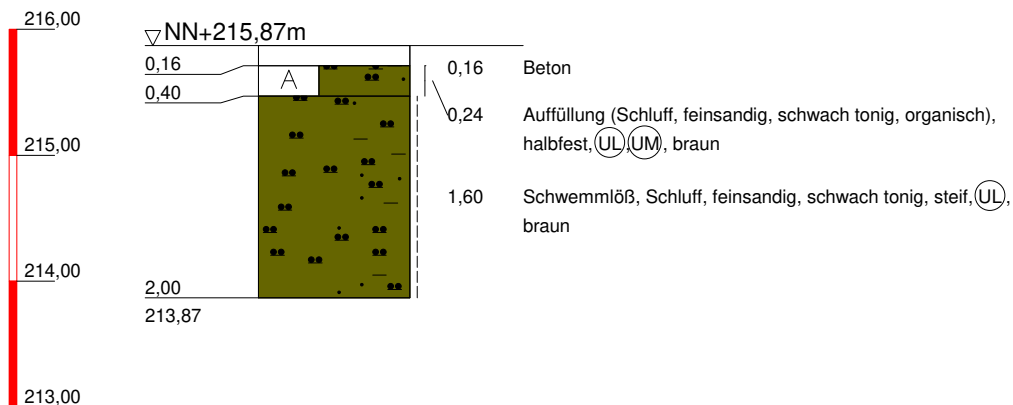 216,00
NN+215,87m
0,16
0,16 Beton
A
0,40
0,24 Auffüllung (Schluff, feinsandig, schwach tonig, organisch),
halbfest, UL, UM, braun
215,00
1,60 Schwemmlöß, Schluff, feinsandig, schwach tonig, steif, UL,
braun
214,00
2,00
213,87
213,00